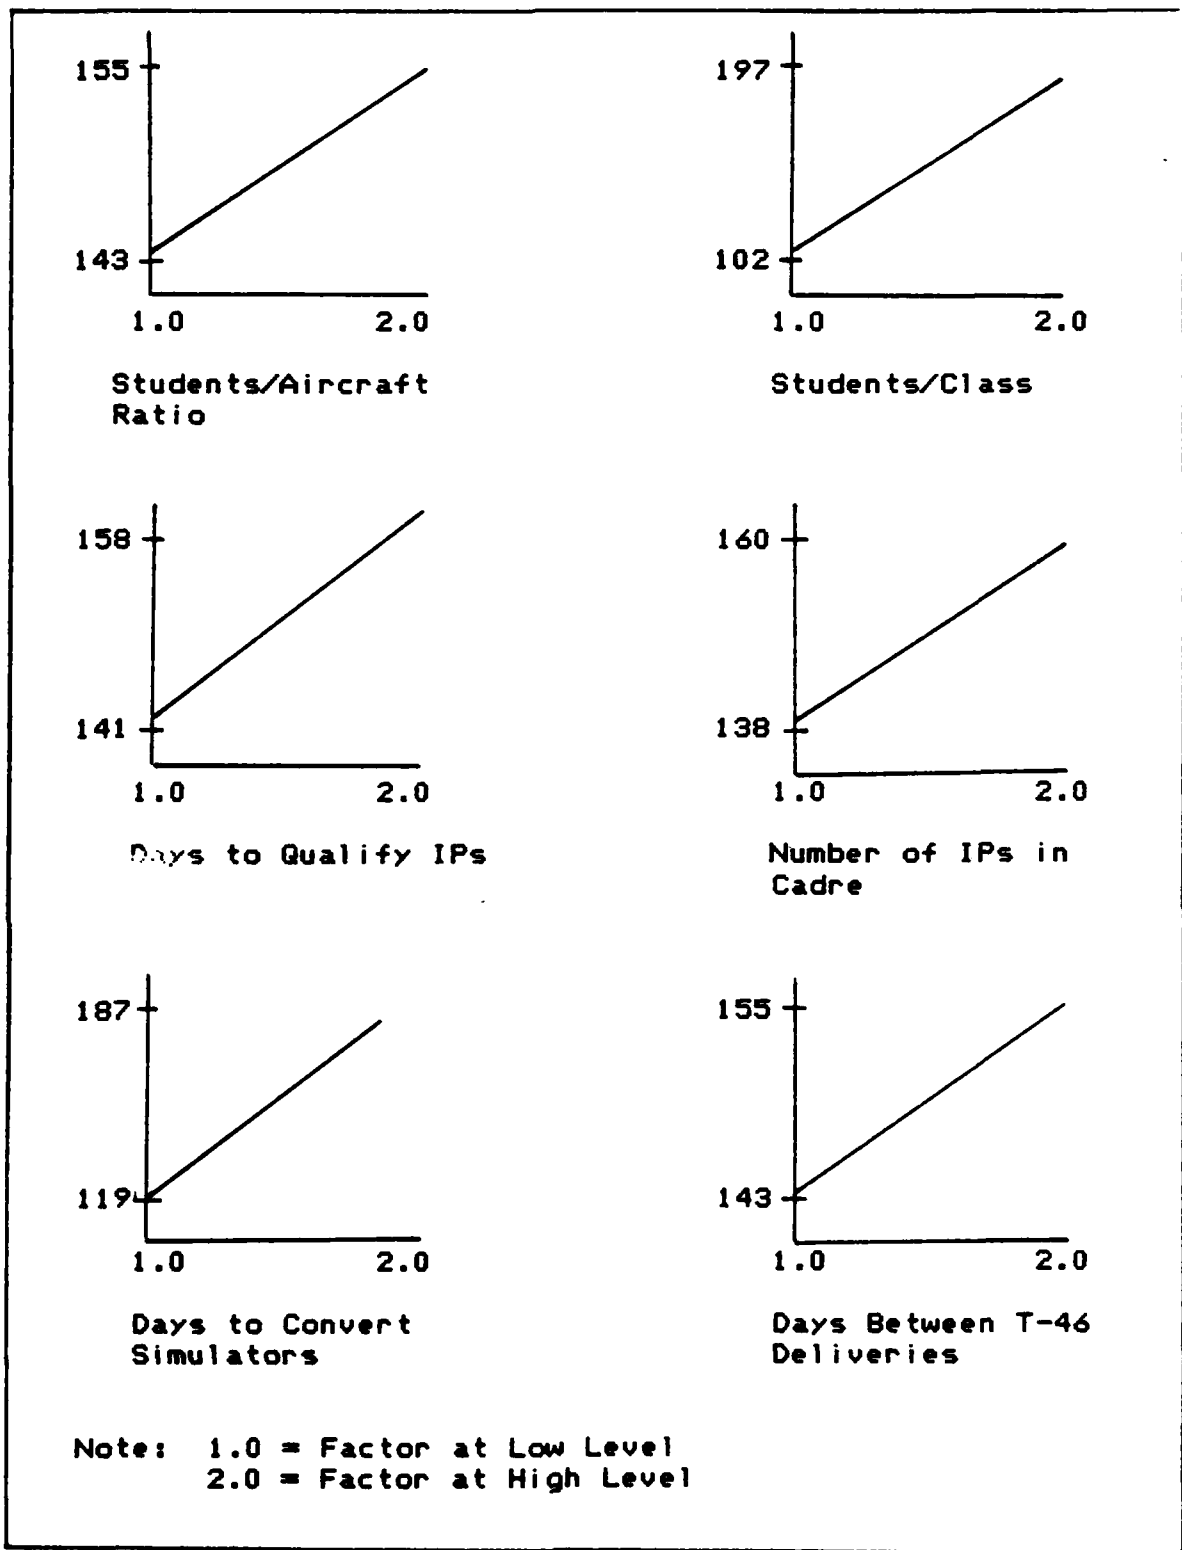 155
143
1.0 2.0
Students/Aircraft
Ratio
197
102
1.0 2.0
Students/Class
158
141
1.0 2.0
Days to Qualify IPs
160
138
1.0 2.0
Number of IPs in
Cadre
187
119
1.0 2.0
Days to Convert
Simulators
155
143
1.0 2.0
Days Between T-46
Deliveries
Note: 1.0 = Factor at Low Level
2.0 = Factor at High Level